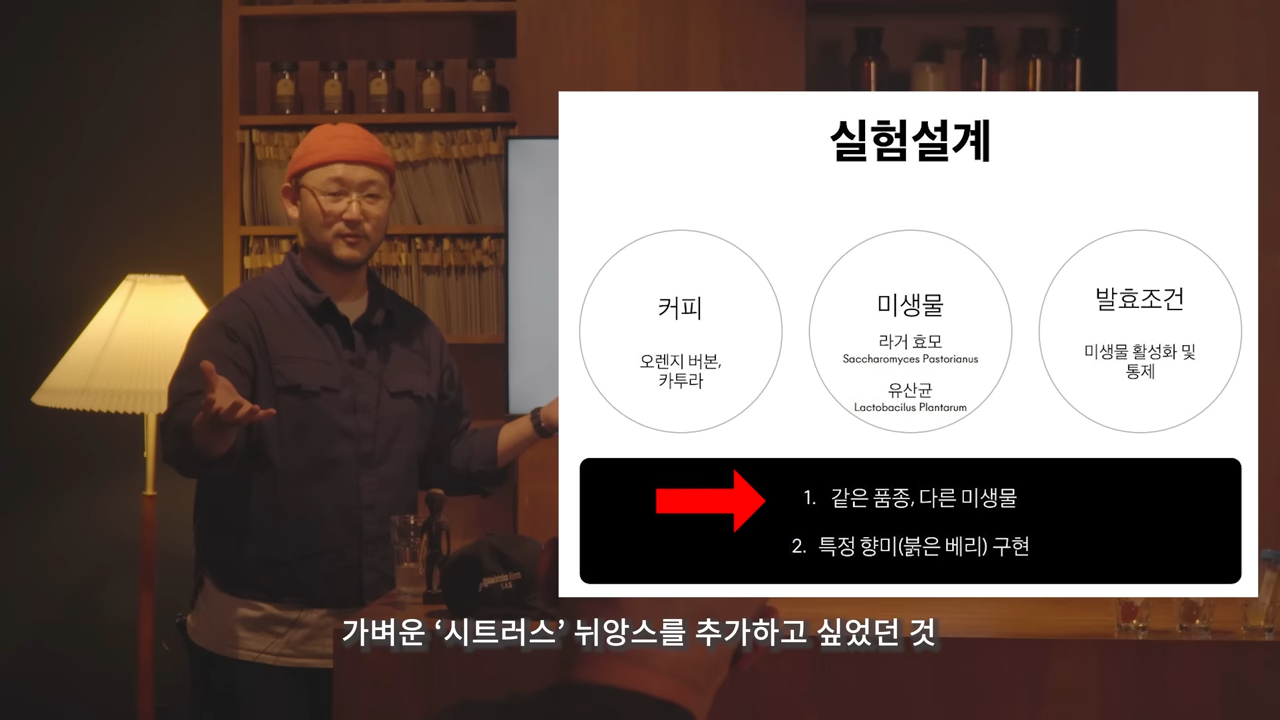 실험설계
커피
오렌지 버본,
카투라
미생물
라거 효모
Saccharomyces Pastorianus
유산균
Lactobacilus Plantarum
발효조건
미생물 활성화 및
통제
1. 같은 품종, 다른 미생물
2. 특정 향미(붉은 베리) 구현
가벼운 ‘시트러스’ 뉘앙스를 추가하고 싶었던 것